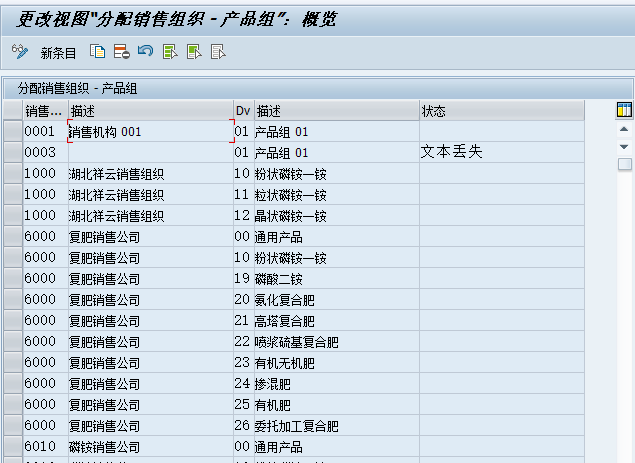 更改视图"分配销售组织 - 产品组": 概览
新条目
分配销售组织 - 产品组
销售... 描述 Dv 描述 状态
0001 销售机构 001 01 产品组 01
0003 01 产品组 01 文本丢失
1000 湖北祥云销售组织 10 粉状磷铵一铵
1000 湖北祥云销售组织 11 粒状磷铵一铵
1000 湖北祥云销售组织 12 晶状磷铵一铵
6000 复肥销售公司 00 通用产品
6000 复肥销售公司 10 粉状磷铵一铵
6000 复肥销售公司 19 磷酸二铵
6000 复肥销售公司 20 氨化复合肥
6000 复肥销售公司 21 高塔复合肥
6000 复肥销售公司 22 喷浆硫基复合肥
6000 复肥销售公司 23 有机无机肥
6000 复肥销售公司 24 掺混肥
6000 复肥销售公司 25 有机肥
6000 复肥销售公司 26 委托加工复合肥
6010 磷铵销售公司 00 通用产品